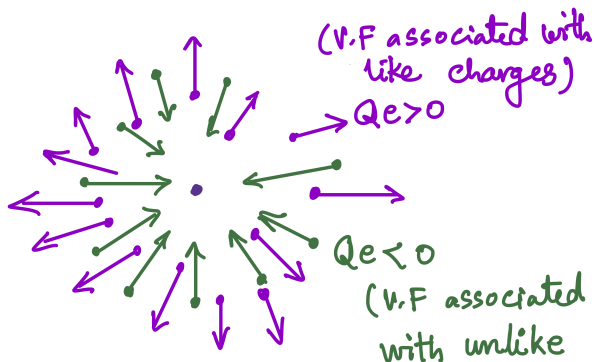 (V.F associated with
like charges)
Qe>0
Qe<0
(V.F associated
with unlike